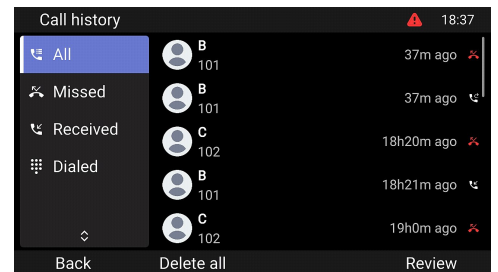 Call history
18:37
All
Missed
Received
Dialed
B
101
37m ago
B
101
37m ago
C
102
18h20m ago
B
101
18h21m ago
C
102
19h0m ago
Back
Delete all
Review